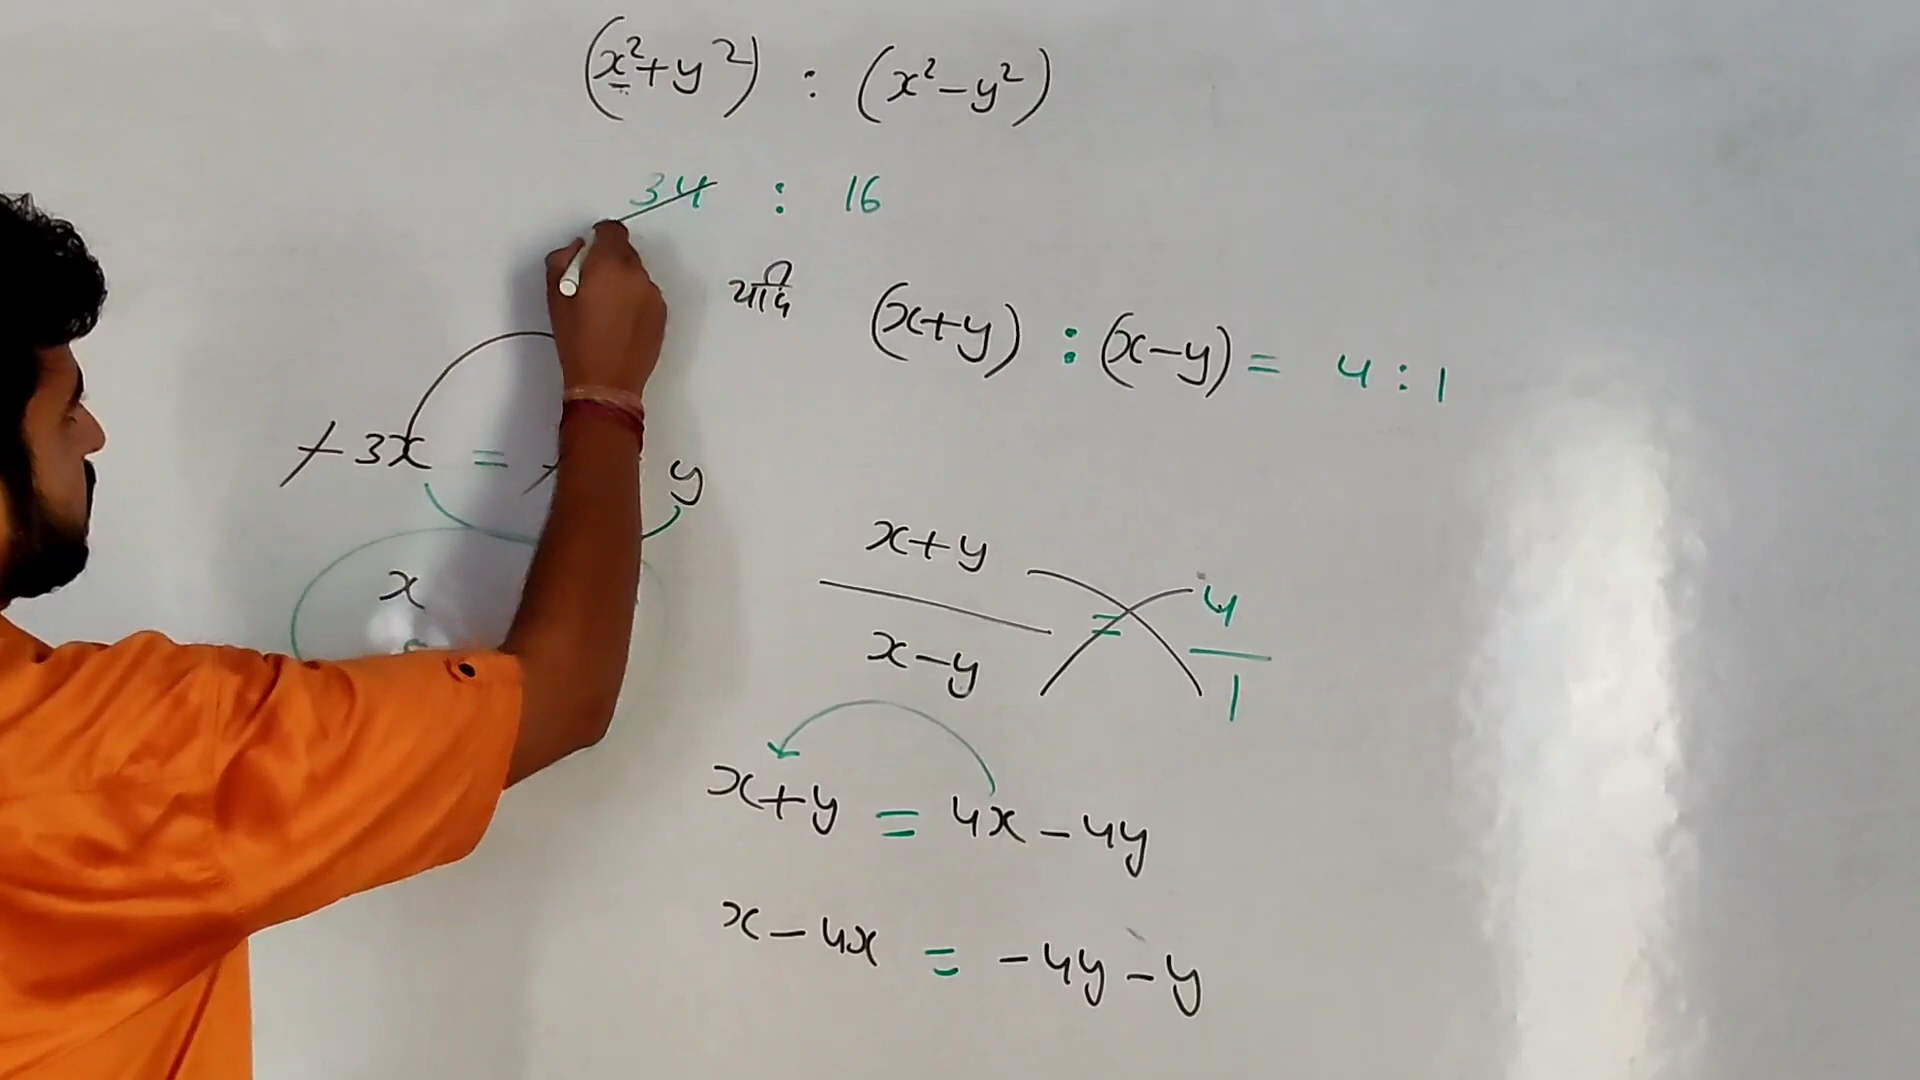 (x²+y²) : (x²-y²)
34 : 16
यदि (x+y) : (x-y) = 4 : 1
-3x = y
x
x+y / x-y = 4/1
x+y = 4x-4y
x-4x = -4y-y